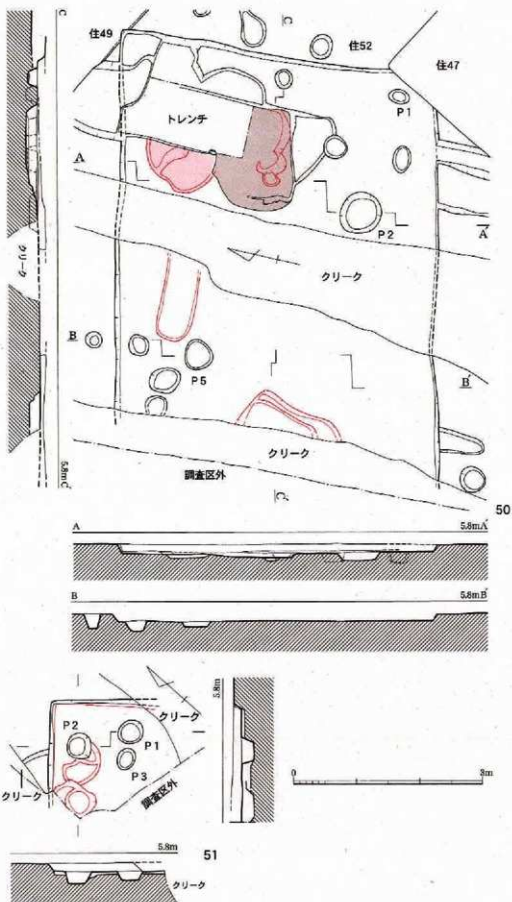 C
C
住49
住52
住47
P1
トレンチ
A
P2
A'
クリーク
クリーク
B
P5
B'
クリーク
調査区外
5.8mC'
C'
50
A
5.8mA'
B
5.8mB'
クリーク
P2
P1
P3
クリーク
調査区外
5.8m
0
3m
5.8m
51
クリーク